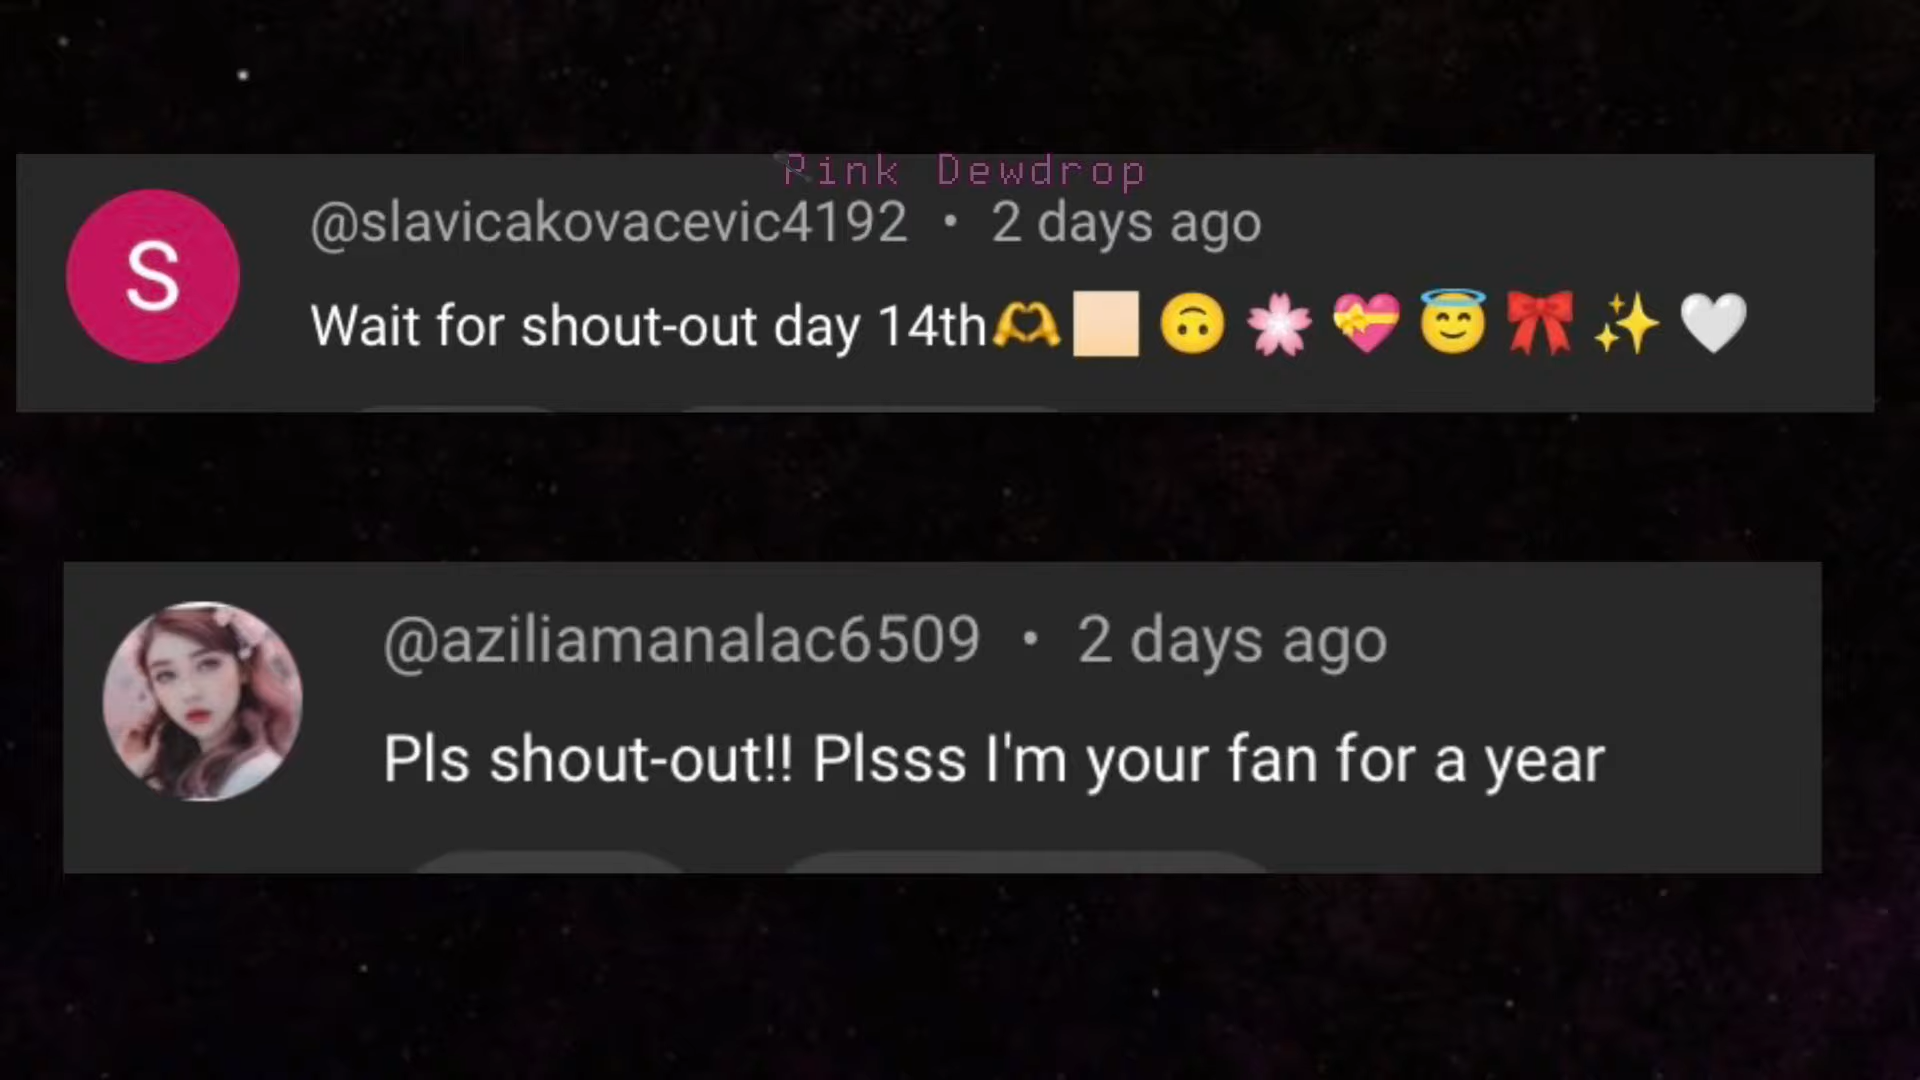 Pink Dewdrop
S
@slavicakovacevic4192 • 2 days ago
Wait for shout-out day 14th🫶🏻🙃🌸💝😇🎀✨🤍
@aziliamanalac6509 • 2 days ago
Pls shout-out!! Plsss I'm your fan for a year